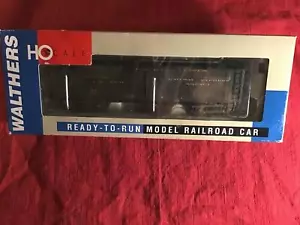 WALTHERS
HO
SCALE
READY-TO-RUN MODEL RAILROAD CAR